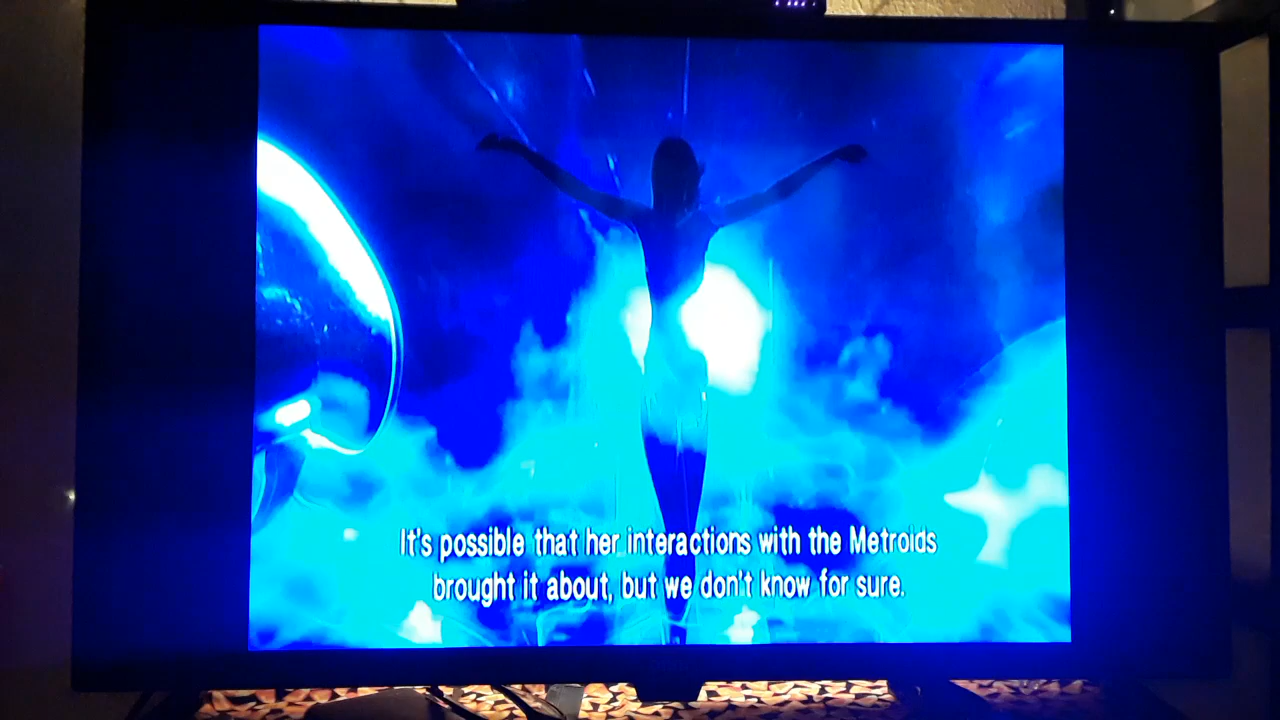 It's possible that her interactions with the Metroids
brought it about, but we don't know for sure.